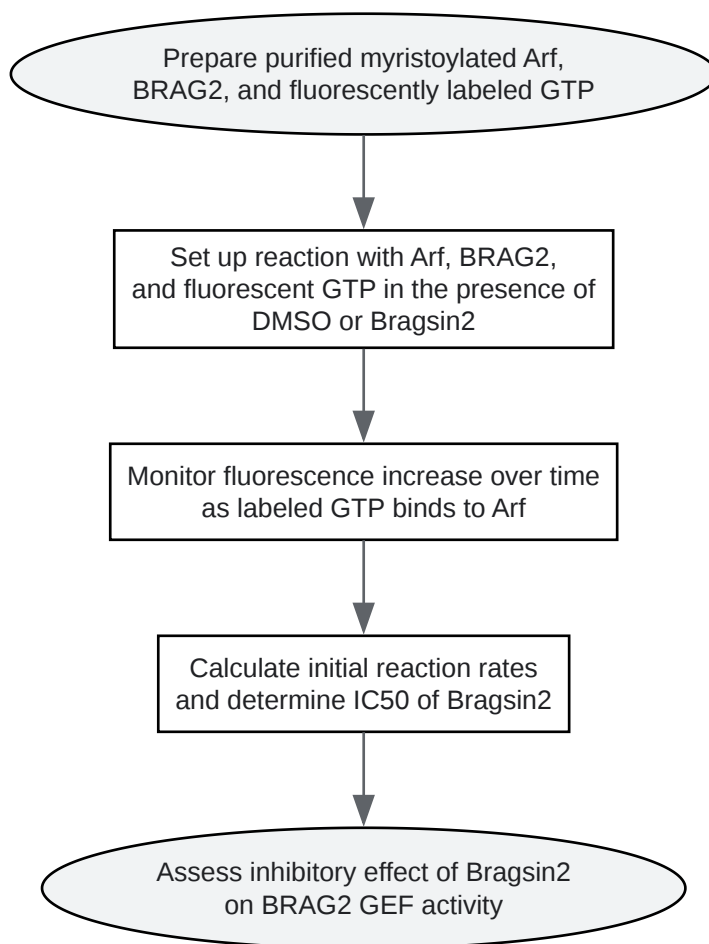 Prepare purified myristoylated Arf,
BRAG2, and fluorescently labeled GTP
Set up reaction with Arf, BRAG2,
and fluorescent GTP in the presence of
DMSO or Bragsin2
Monitor fluorescence increase over time
as labeled GTP binds to Arf
Calculate initial reaction rates
and determine IC50 of Bragsin2
Assess inhibitory effect of Bragsin2
on BRAG2 GEF activity